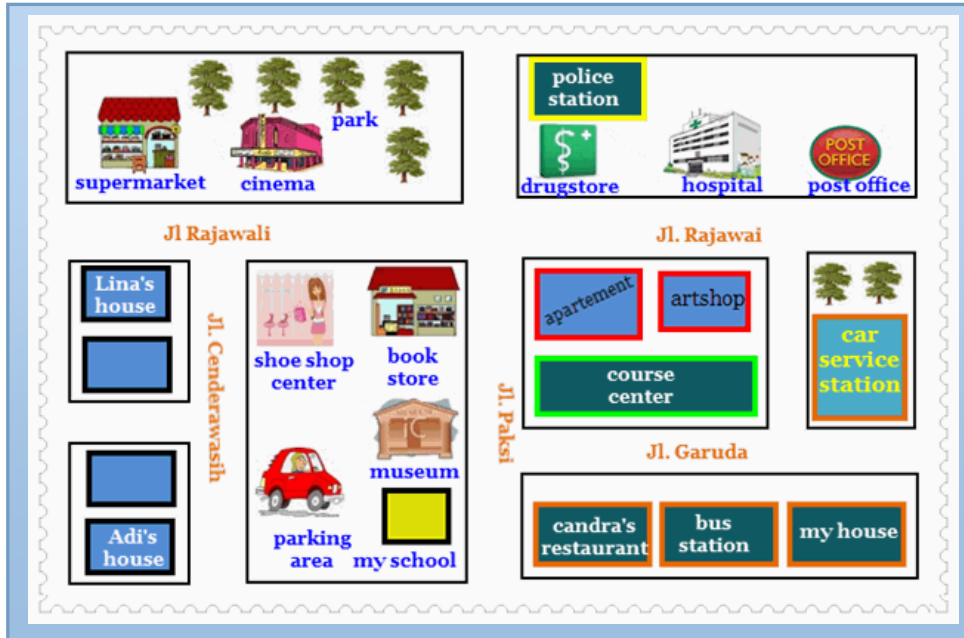 police
station
park
POST
OFFICE
supermarket
cinema
drugstore
hospital
post office
Jl Rajawali
Jl. Rajawai
Lina's
house
Jl. Cenderawasih
shoe shop
center
book
store
apartement
artshop
car
service
station
course
center
Jl. Paksi
MUSEUM
museum
Jl. Garuda
Adi's
house
parking
area
my school
candra's
restaurant
bus
station
my house